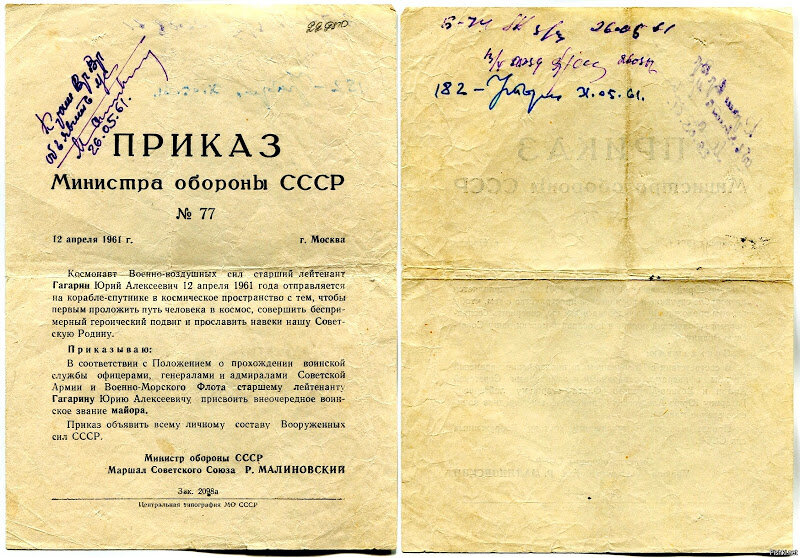 объявить
26.05.61.
ПРИКАЗ
Министра обороны СССР
№ 77
12 апреля 1961 г. г. Москва
Космонавт Военно-воздушных сил старший лейтенант
Гагарин Юрий Алексеевич 12 апреля 1961 года отправляется
на корабле-спутнике в космическое пространство с тем, чтобы
первым проложить путь человека в космос, совершить беспри-
мерный героический подвиг и прославить навеки нашу Совет-
скую Родину.
Приказываю:
В соответствии с Положением о прохождении воинской
службы офицерами, генералами и адмиралами Советской
Армии и Военно-Морского Флота старшему лейтенанту
Гагарину Юрию Алексеевичу присвоить внеочередное воин-
ское звание майора.
Приказ объявить всему личному составу Вооруженных
сил СССР.
Министр обороны СССР
Маршал Советского Союза Р. МАЛИНОВСКИЙ
Зак. 2098а
Центральная типография МО СССР
26.05.61
182 -